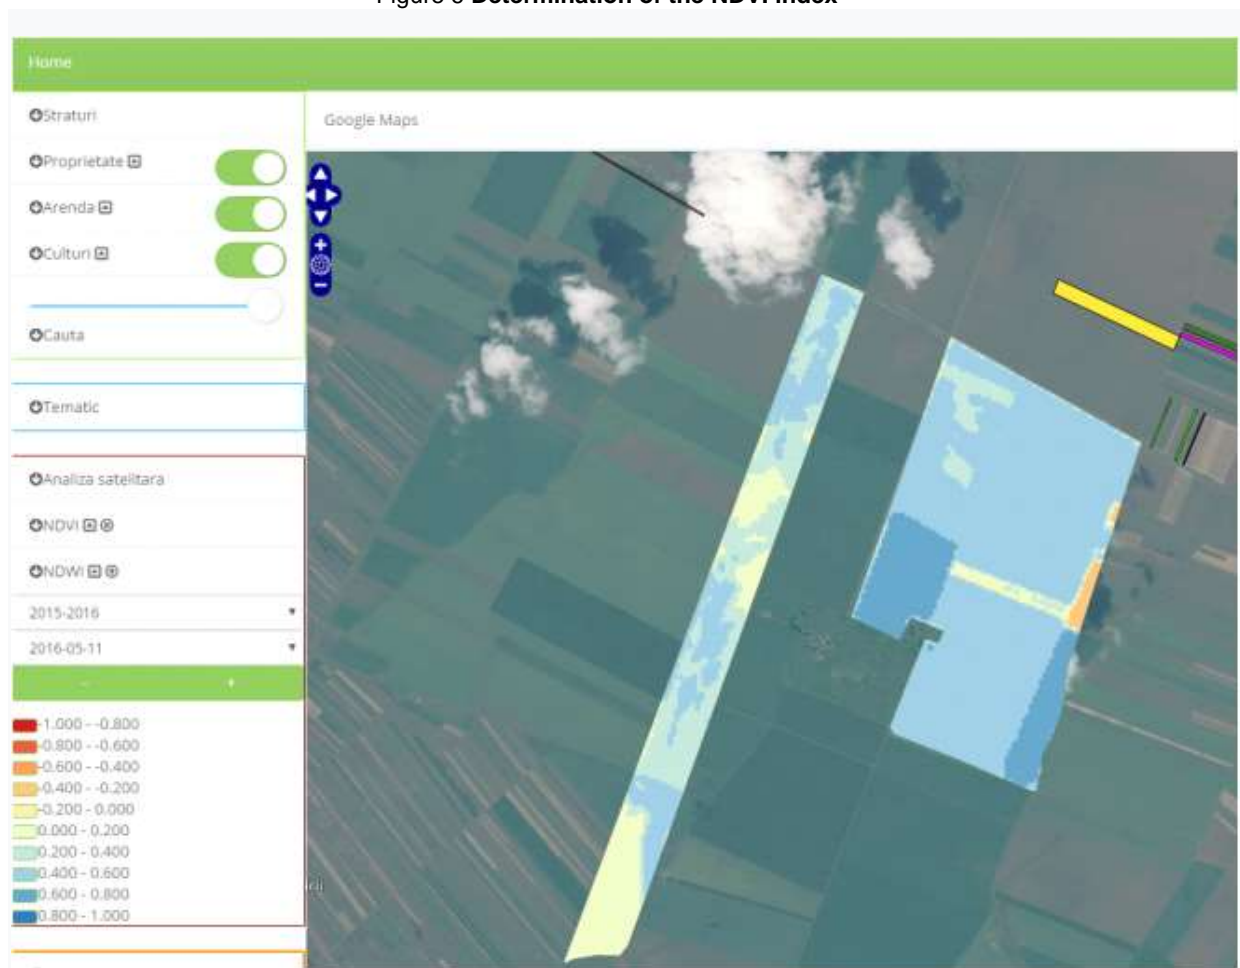 Determination of the NDVI Index
Home
Straturi
Google Maps
Proprietate
Arenda
Culturi
Cauta
Tematic
Analiza satelitara
NDVI
NDWI
2015-2016
2016-05-11
- +
-1.000 - -0.800
-0.800 - -0.600
-0.600 - -0.400
-0.400 - -0.200
-0.200 - 0.000
0.000 - 0.200
0.200 - 0.400
0.400 - 0.600
0.600 - 0.800
0.800 - 1.000